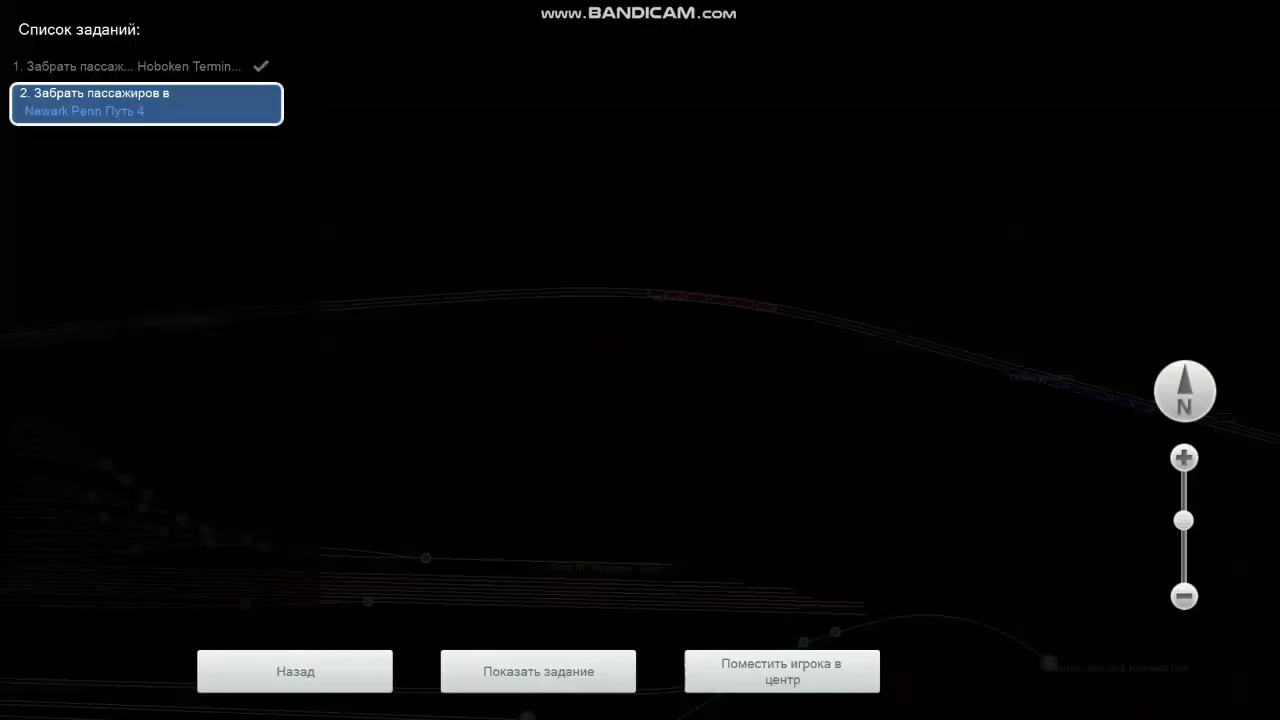 www.BANDICAM.com
Список заданий:
1. Забрать пассаж... Hoboken Termin...
2. Забрать пассажиров в
Newark Penn Путь 4
N
Назад
Показать задание
Поместить игрока в
центр